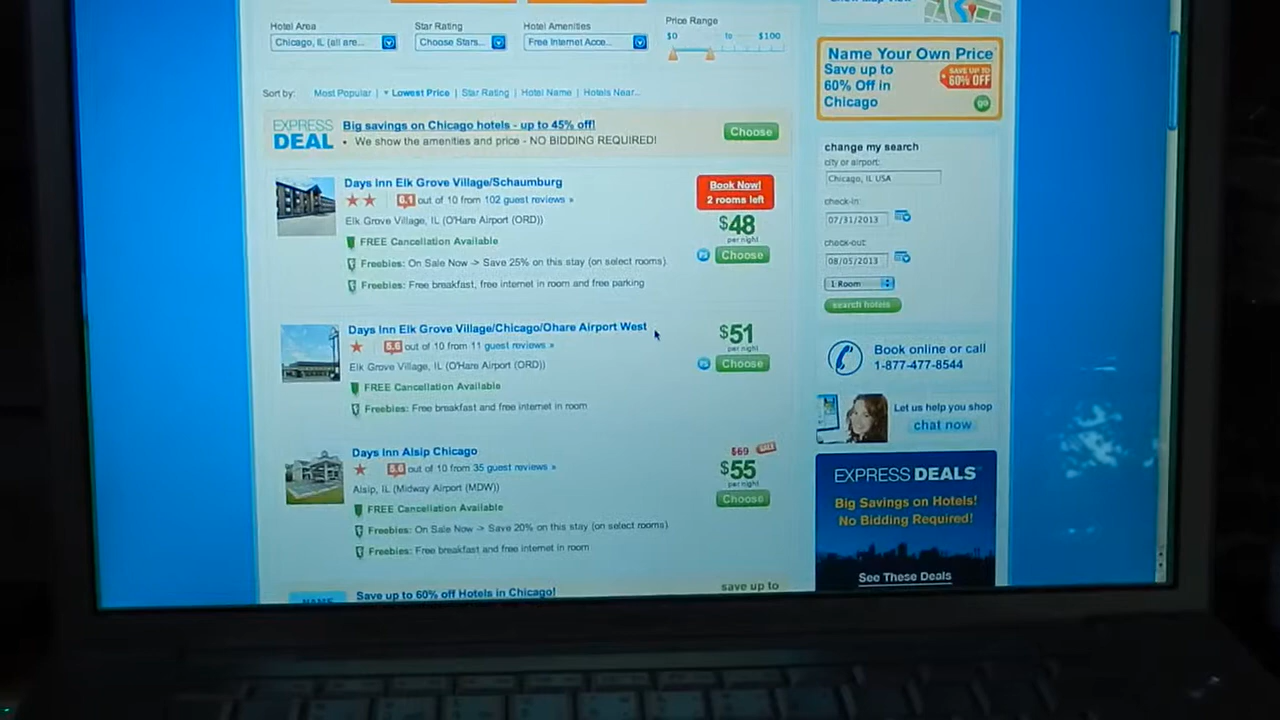 Hotel Area
Star Rating
Hotel Amenities
Price Range
Chicago, IL (all are...
Choose Stars...
Free Internet Acce...
$0 to $100
Sort by: Most Popular | Lowest Price | Star Rating | Hotel Name | Hotels Near...
EXPRESS
DEAL
Big savings on Chicago hotels - up to 45% off!
• We show the amenities and price - NO BIDDING REQUIRED!
Choose
Days Inn Elk Grove Village/Schaumburg
6.1 out of 10 from 102 guest reviews »
Elk Grove Village, IL (O'Hare Airport (ORD))
FREE Cancellation Available
Freebies: On Sale Now -> Save 25% on this stay (on select rooms)
Freebies: Free breakfast, free internet in room and free parking
Book Now!
2 rooms left
$48
per night
Choose
Days Inn Elk Grove Village/Chicago/Ohare Airport West
5.6 out of 10 from 11 guest reviews »
Elk Grove Village, IL (O'Hare Airport (ORD))
FREE Cancellation Available
Freebies: Free breakfast and free internet in room
$51
per night
Choose
Days Inn Alsip Chicago
5.6 out of 10 from 35 guest reviews »
Alsip, IL (Midway Airport (MDW))
FREE Cancellation Available
Freebies: On Sale Now -> Save 20% on this stay (on select rooms)
Freebies: Free breakfast and free internet in room
$69 SALE
$55
per night
Choose
NAME
Save up to 60% off Hotels in Chicago!
save up to
Show Map View
Name Your Own Price
Save up to
60% Off in
Chicago
SAVE UP TO
60% OFF
go
change my search
city or airport:
Chicago, IL USA
check-in:
07/31/2013
check-out:
08/05/2013
1 Room
search hotels
Book online or call
1-877-477-8544
Let us help you shop
chat now
EXPRESS DEALS
Big Savings on Hotels!
No Bidding Required!
See These Deals